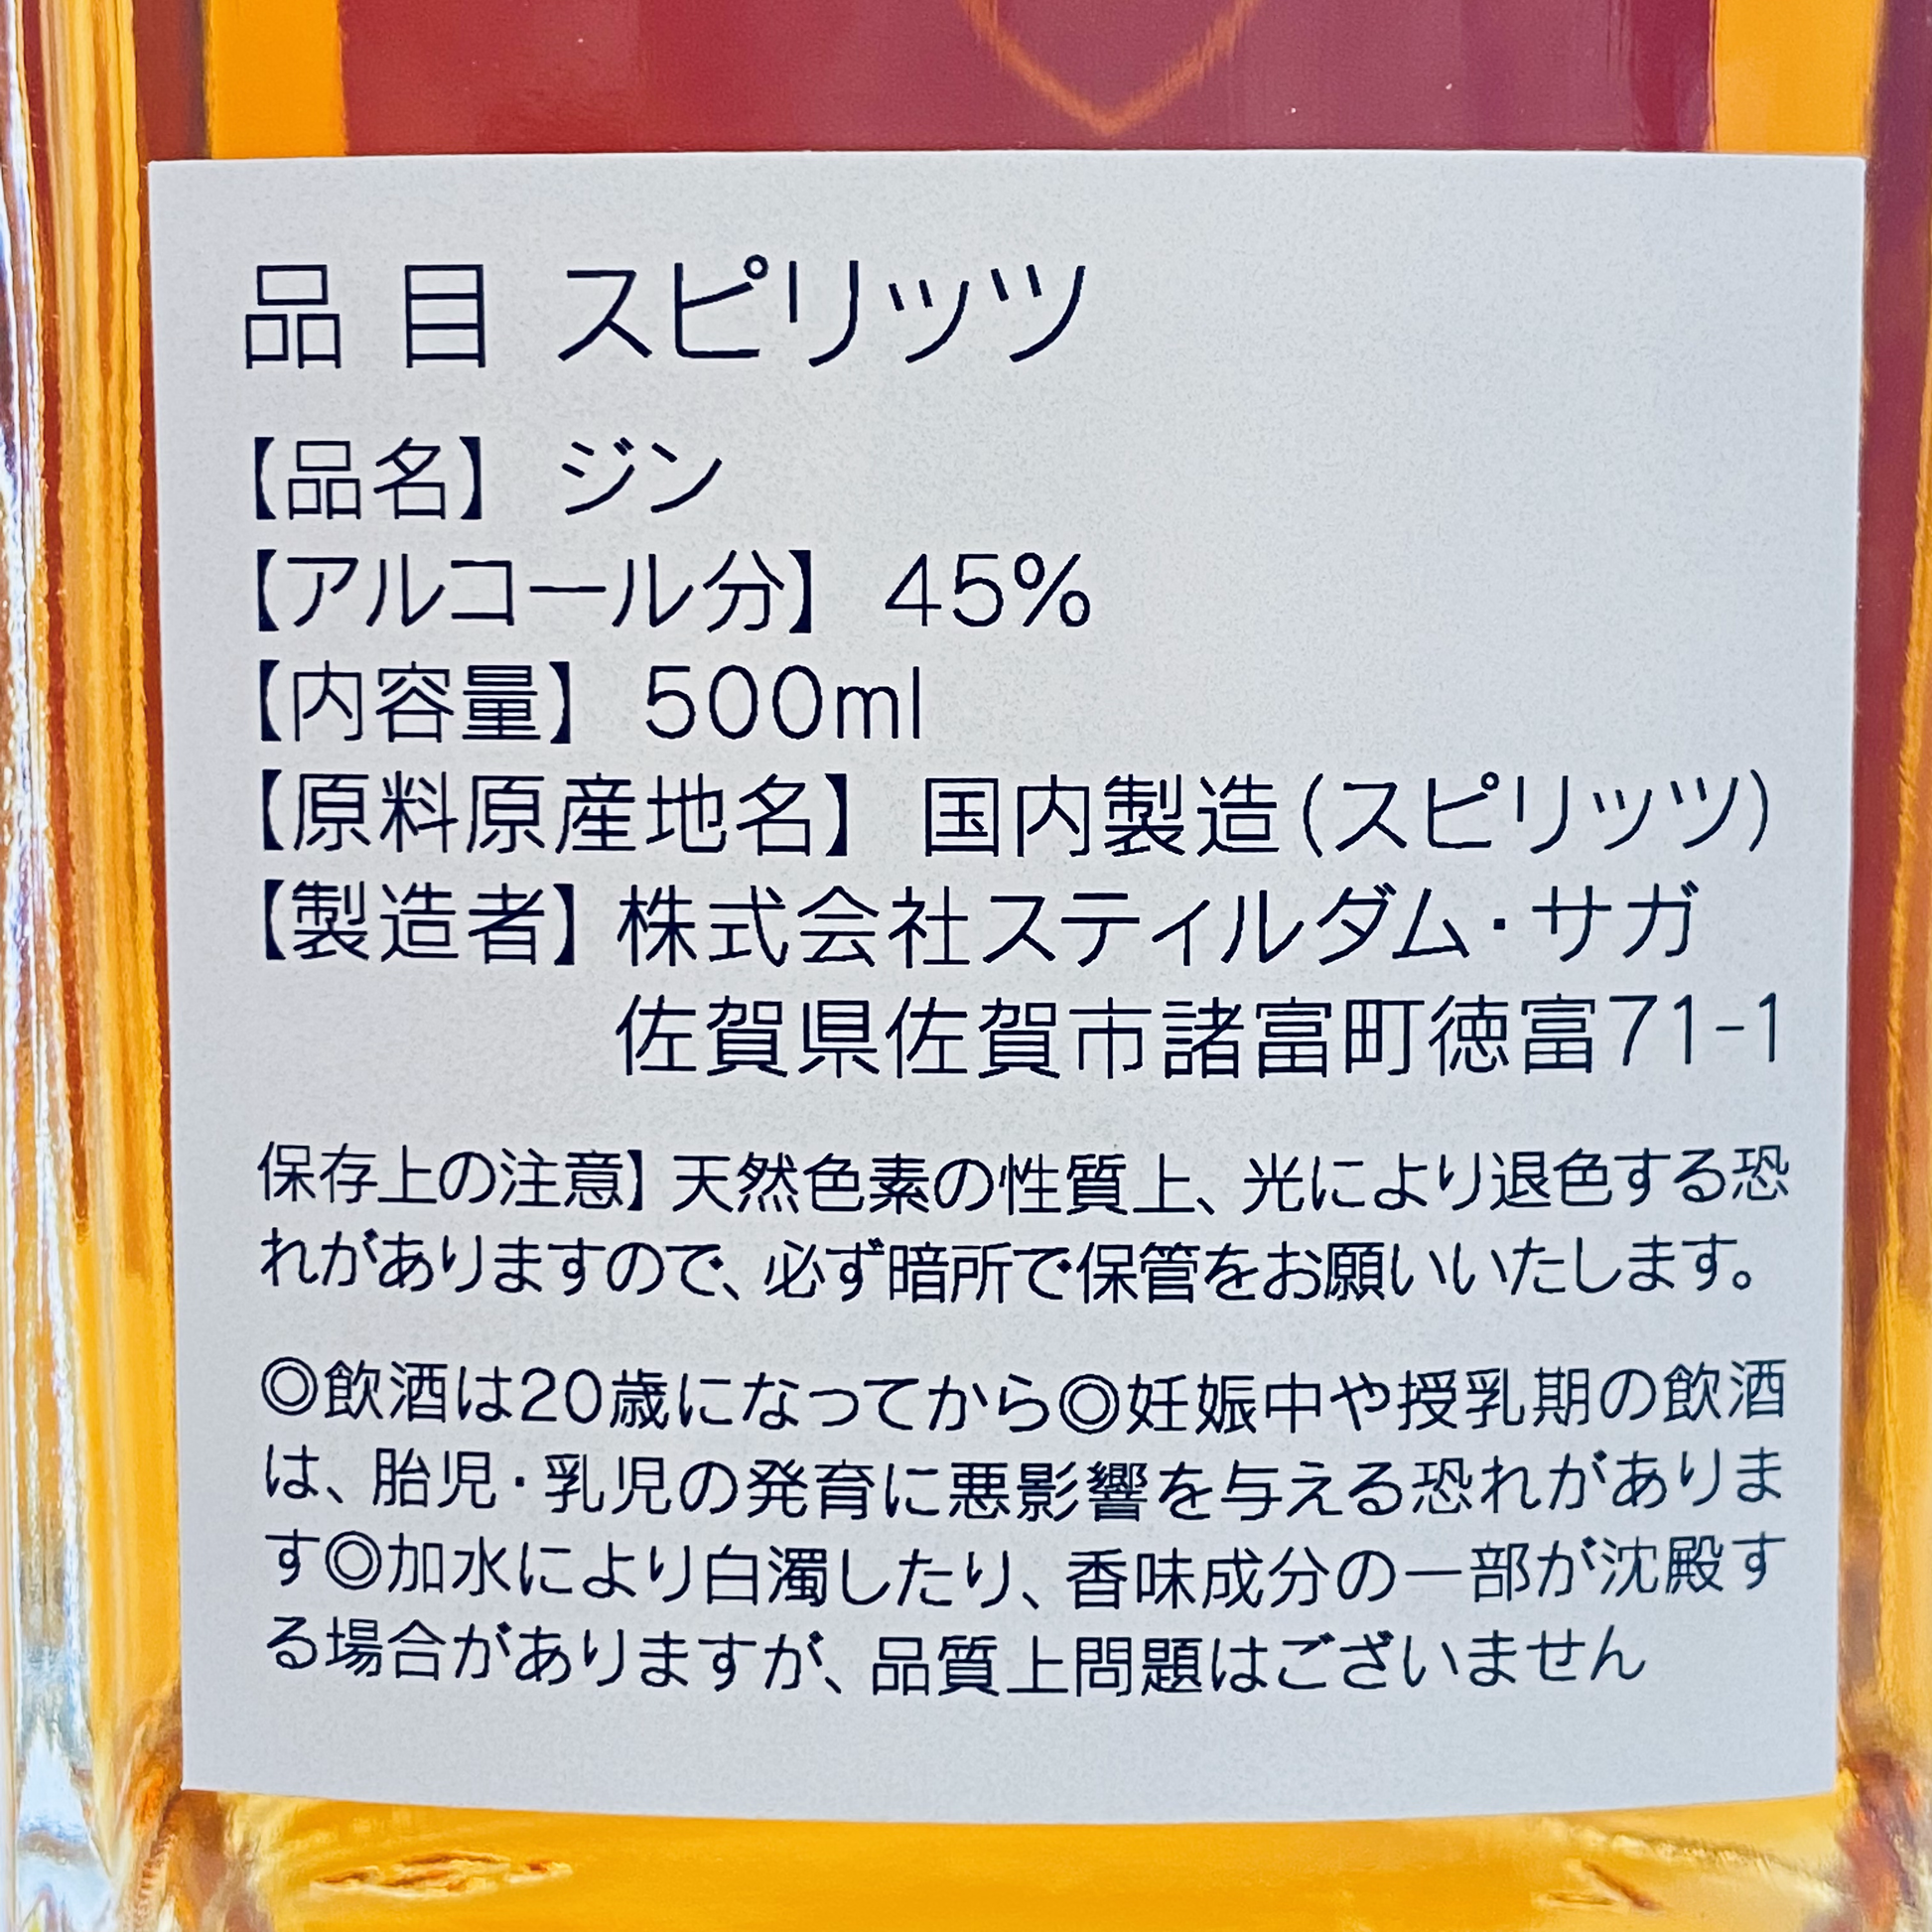 品目 スピリッツ
【品名】 ジン
【アルコール分】 45%
【内容量】 500ml
【原料原産地名】 国内製造(スピリッツ)
【製造者】 株式会社スティルダム・サガ
佐賀県佐賀市諸富町徳富71-1
保存上の注意】天然色素の性質上、光により退色する恐
れがありますので、必ず暗所で保管をお願いいたします。
◎飲酒は20歳になってから◎妊娠中や授乳期の飲酒
は、胎児・乳児の発育に悪影響を与える恐れがありま
す◎加水により白濁したり、香味成分の一部が沈殿す
る場合がありますが、品質上問題はございません